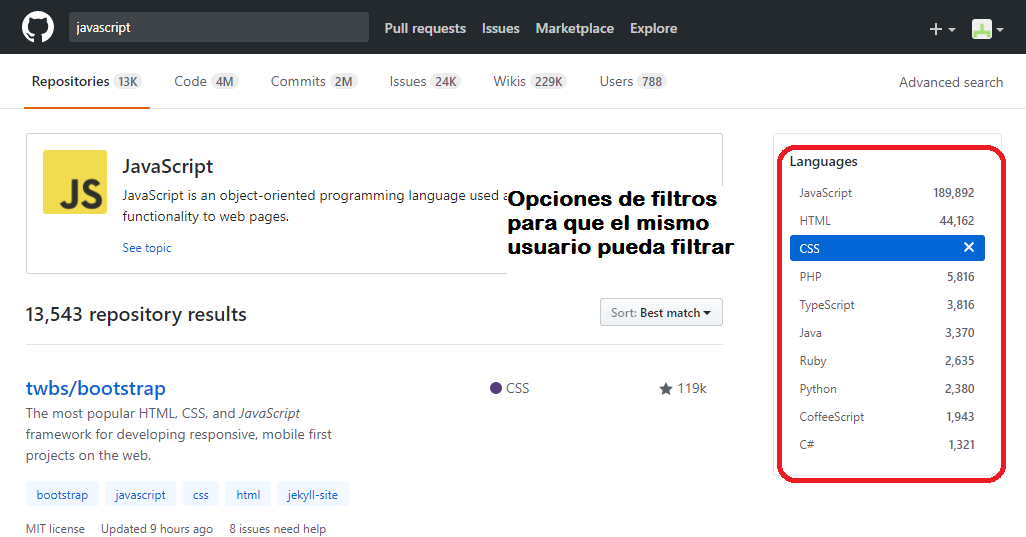 javascript Pull requests Issues Marketplace Explore
Repositories 13K Code 4M Commits 2M Issues 24K Wikis 229K Users 788 Advanced search
JS
JavaScript
JavaScript is an object-oriented programming language used
functionality to web pages.
See topic
Opciones de filtros
para que el mismo
usuario pueda filtrar
13,543 repository results
Sort: Best match
twbs/bootstrap CSS 119k
The most popular HTML, CSS, and JavaScript
framework for developing responsive, mobile first
projects on the web.
bootstrap javascript css html jekyll-site
MIT license Updated 9 hours ago 8 issues need help
Languages
JavaScript 189,892
HTML 44,162
CSS
PHP 5,816
TypeScript 3,816
Java 3,370
Ruby 2,635
Python 2,380
CoffeeScript 1,943
C# 1,321